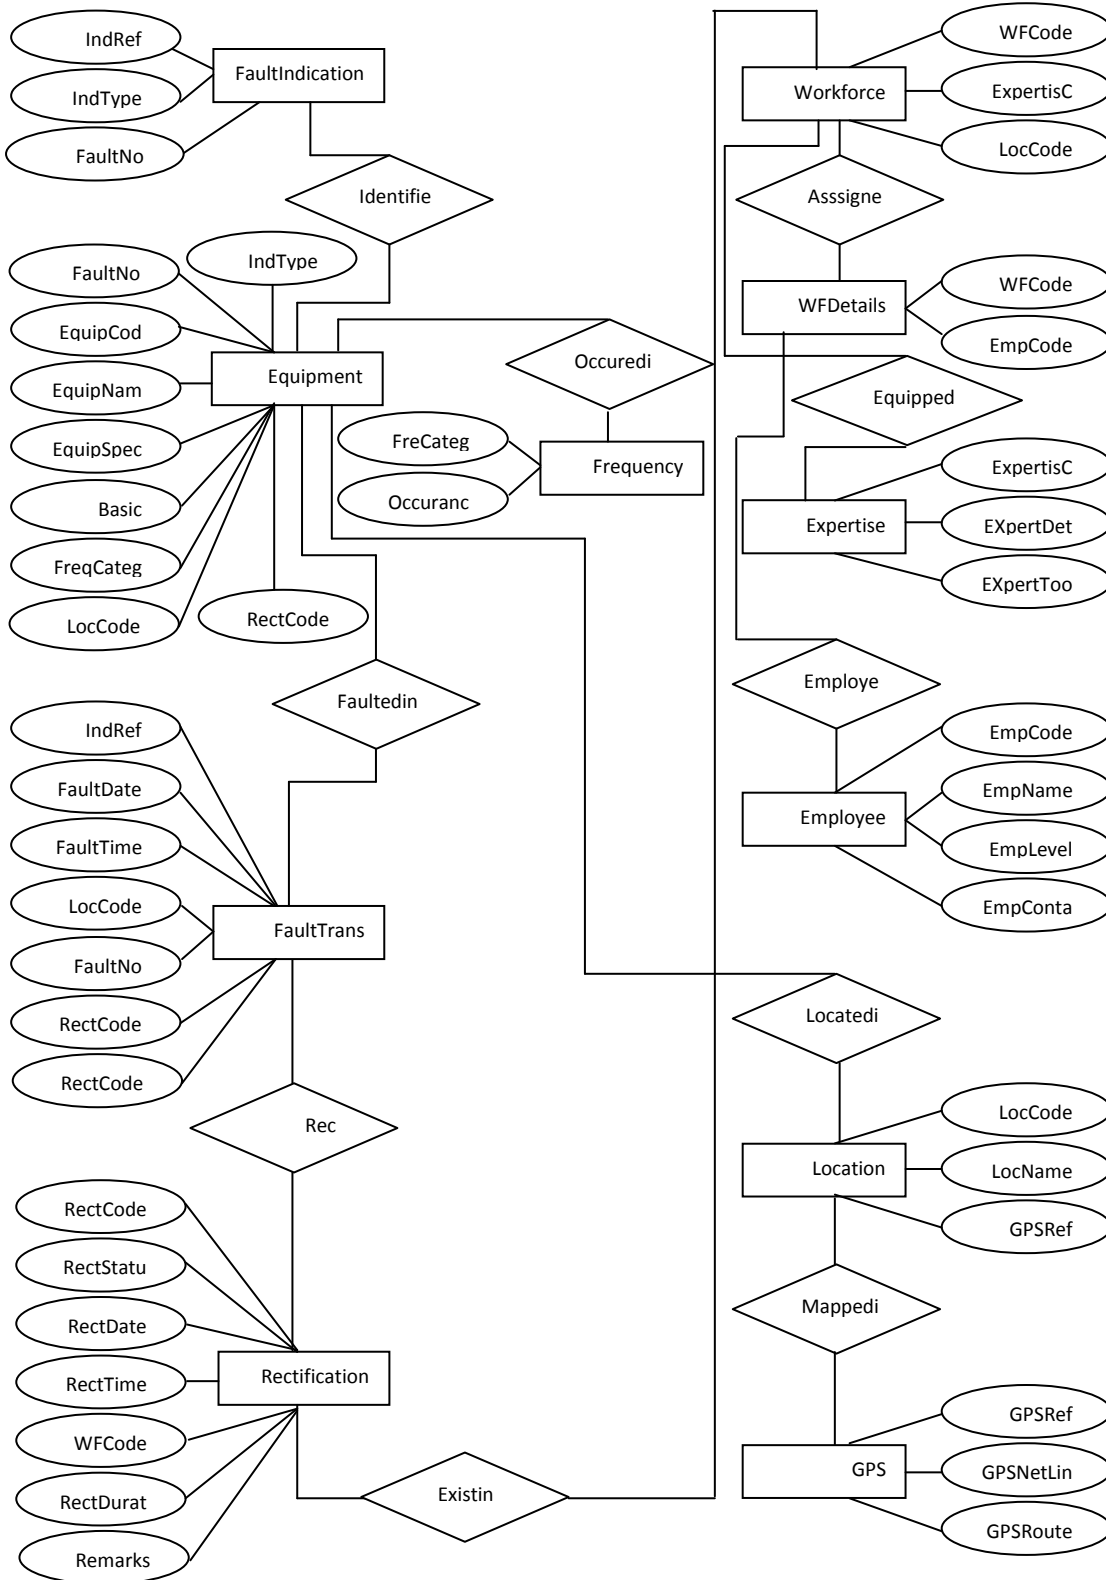 IndRef
IndType
FaultNo
FaultIndication
Identifie
FaultNo
EquipCod
EquipNam
EquipSpec
Basic
FreqCateg
LocCode
IndType
Equipment
RectCode
Occuredi
FreCateg
Occuranc
Frequency
Faultedin
IndRef
FaultDate
FaultTime
LocCode
FaultNo
RectCode
RectCode
FaultTrans
Rec
RectCode
RectStatu
RectDate
RectTime
WFCode
RectDurat
Remarks
Rectification
Existin
Workforce
WFCode
ExpertisC
LocCode
Asssigne
WFDetails
WFCode
EmpCode
Equipped
Expertise
ExpertisC
EXpertDet
EXpertToo
Employe
Employee
EmpCode
EmpName
EmpLevel
EmpConta
Locatedi
Location
LocCode
LocName
GPSRef
Mappedi
GPS
GPSRef
GPSNetLin
GPSRoute